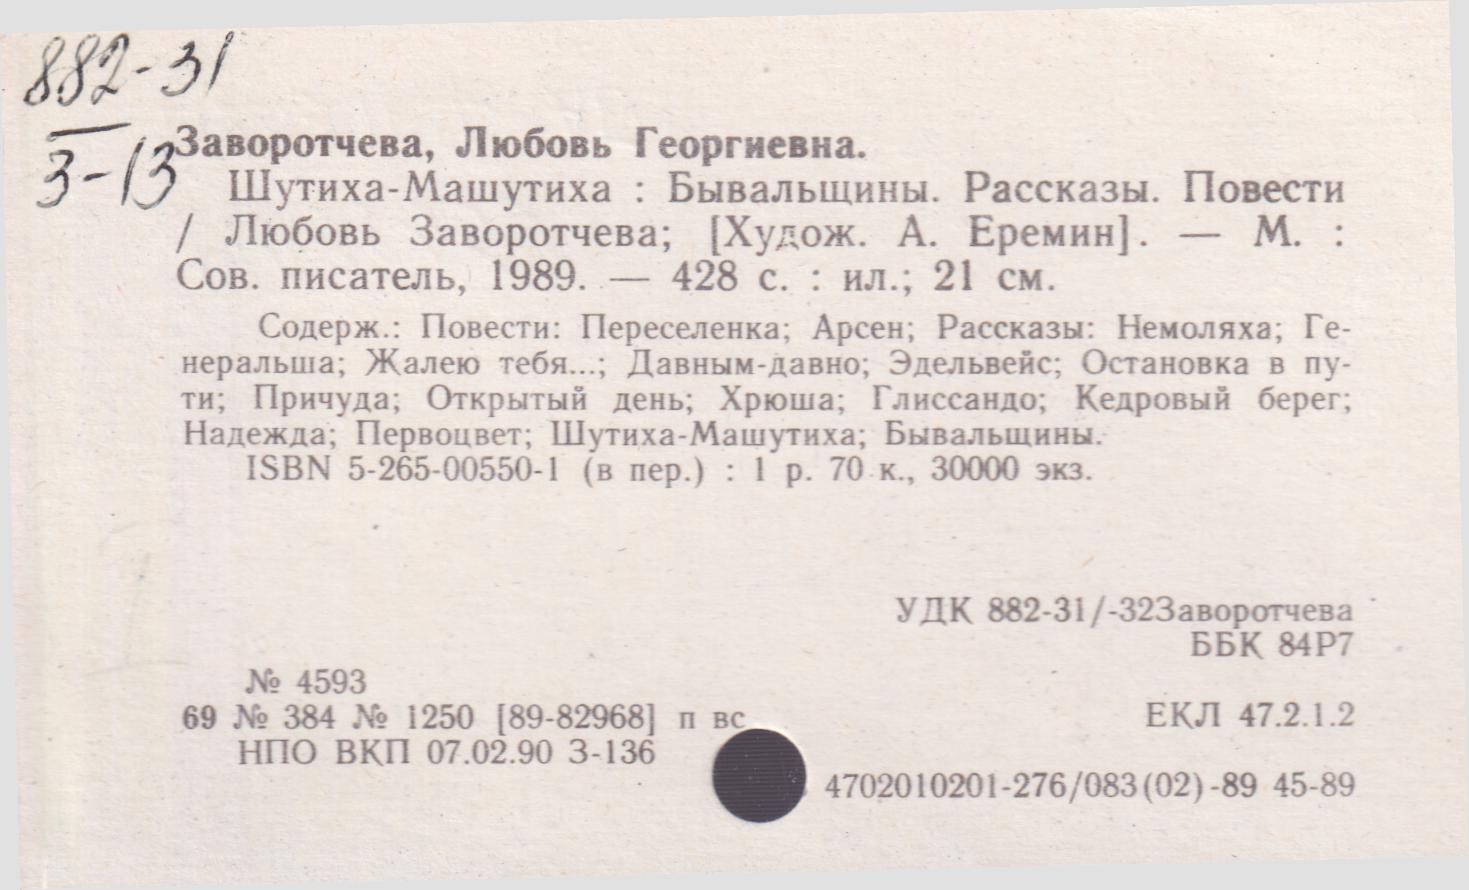 882-31
З-13
Заворотчева, Любовь Георгиевна.
Шутиха-Машутиха : Бывальщины. Рассказы. Повести
/ Любовь Заворотчева; [Худож. А. Еремин]. — М. :
Сов. писатель, 1989. — 428 с. : ил.; 21 см.
Содерж.: Повести: Переселенка; Арсен; Рассказы: Немоляха; Ге-
неральша; Жалею тебя...; Давным-давно; Эдельвейс; Остановка в пу-
ти; Причуда; Открытый день; Хрюша; Глиссандо; Кедровый берег;
Надежда; Первоцвет; Шутиха-Машутиха; Бывальщины.
ISBN 5-265-00550-1 (в пер.) : 1 р. 70 к., 30000 экз.
УДК 882-31/-32Заворотчева
ББК 84Р7
№ 4593
69 № 384 № 1250 [89-82968] п вс
ЕКЛ 47.2.1.2
НПО ВКП 07.02.90 З-136
4702010201-276/083(02)-89 45-89